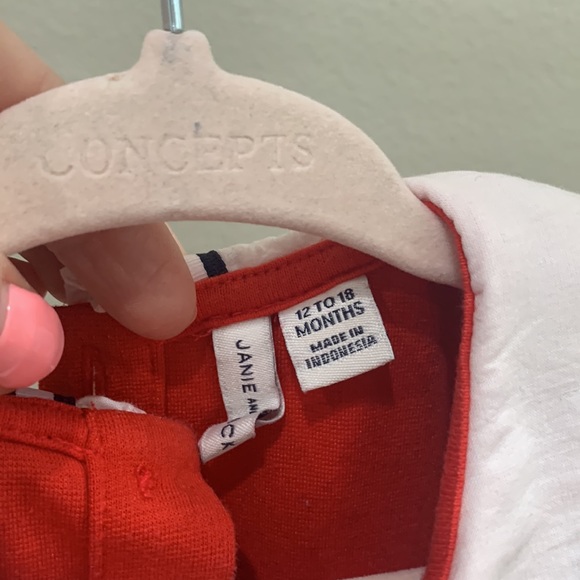 CONCEPTS
12 TO 18
MONTHS
MADE IN
INDONESIA
JANIE AN
CK